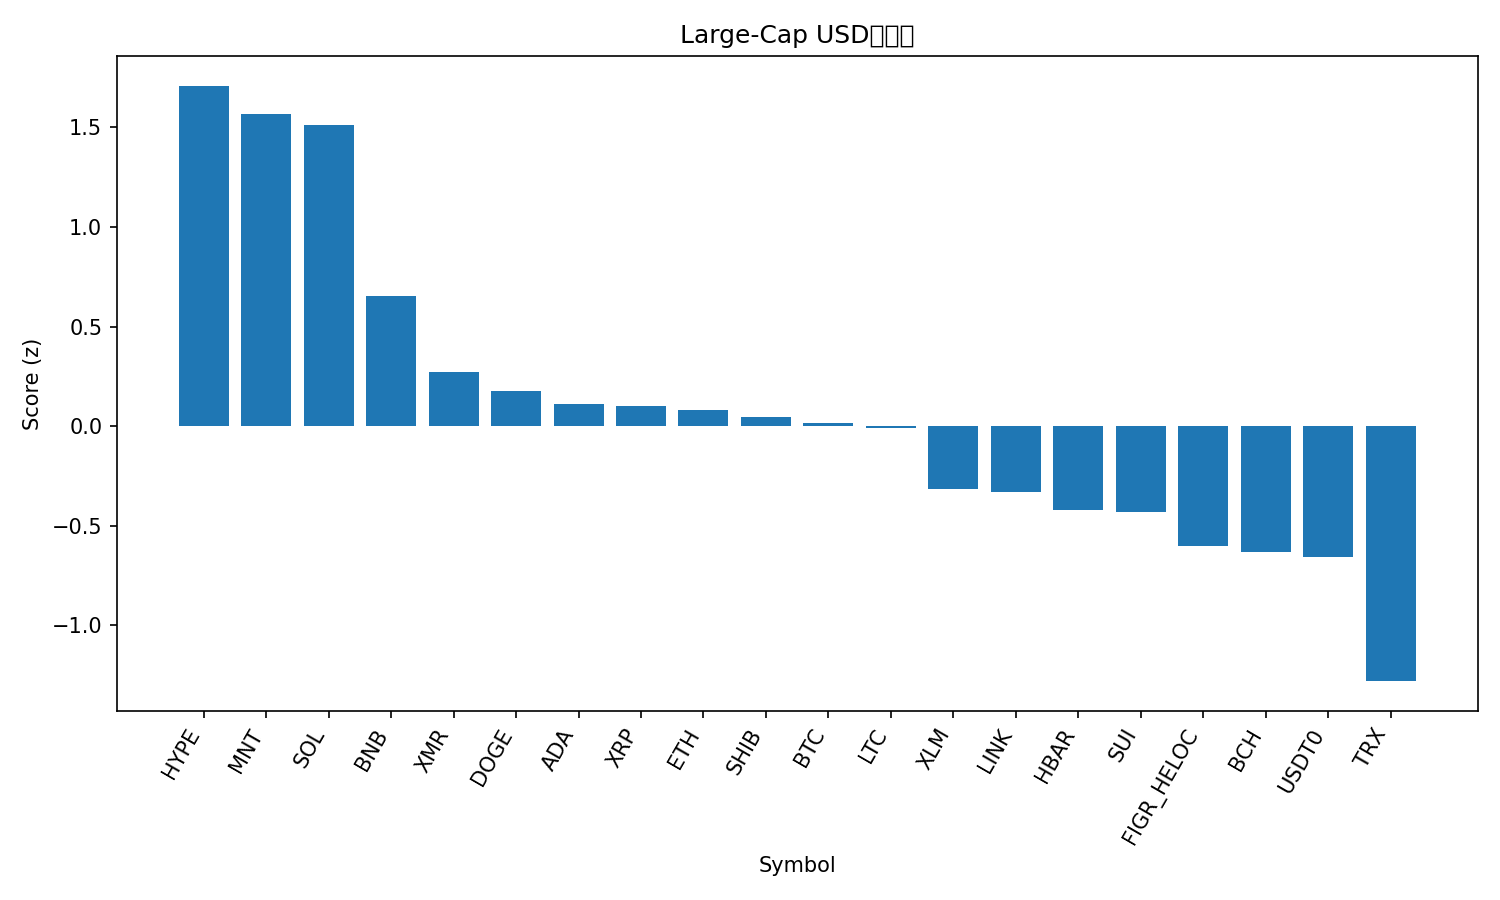 Large-Cap USD
1.5
1.0
0.5
0.0
−0.5
−1.0
Score (z)
HYPE
MNT
SOL
BNB
XMR
DOGE
ADA
XRP
ETH
SHIB
BTC
LTC
XLM
LINK
HBAR
SUI
FIGR_HELOC
BCH
USDT0
TRX
Symbol